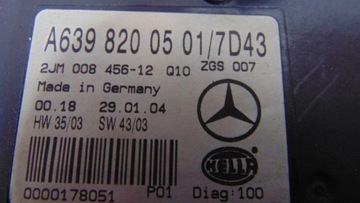 A639 820 05 01/7D43
2JM 008 456-12 Q10 ZGS 007
Made in Germany
00.18 29.01.04
HW 35/03 SW 43/03
HELLA
0000178051 P01 Diag:100